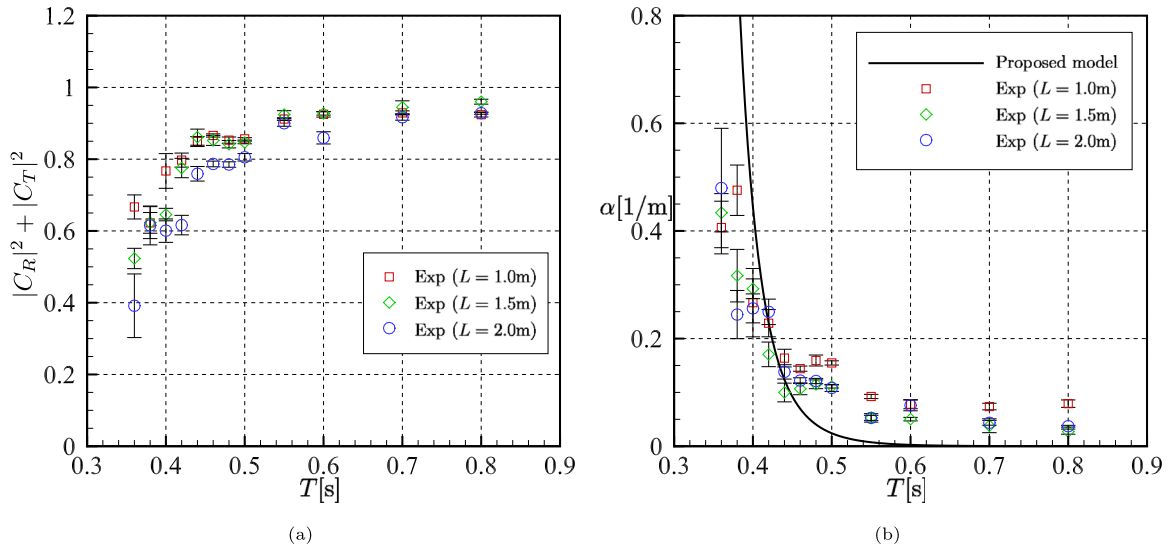 1.2
1
0.8
0.6
0.4
0.2
0
|C_R|^2 + |C_T|^2
Exp (L = 1.0m)
Exp (L = 1.5m)
Exp (L = 2.0m)
0.3 0.4 0.5 0.6 0.7 0.8 0.9
T[s]
(a)
0.8
0.6
α[1/m]
0.4
0.2
0
Proposed model
Exp (L = 1.0m)
Exp (L = 1.5m)
Exp (L = 2.0m)
0.3 0.4 0.5 0.6 0.7 0.8 0.9
T[s]
(b)